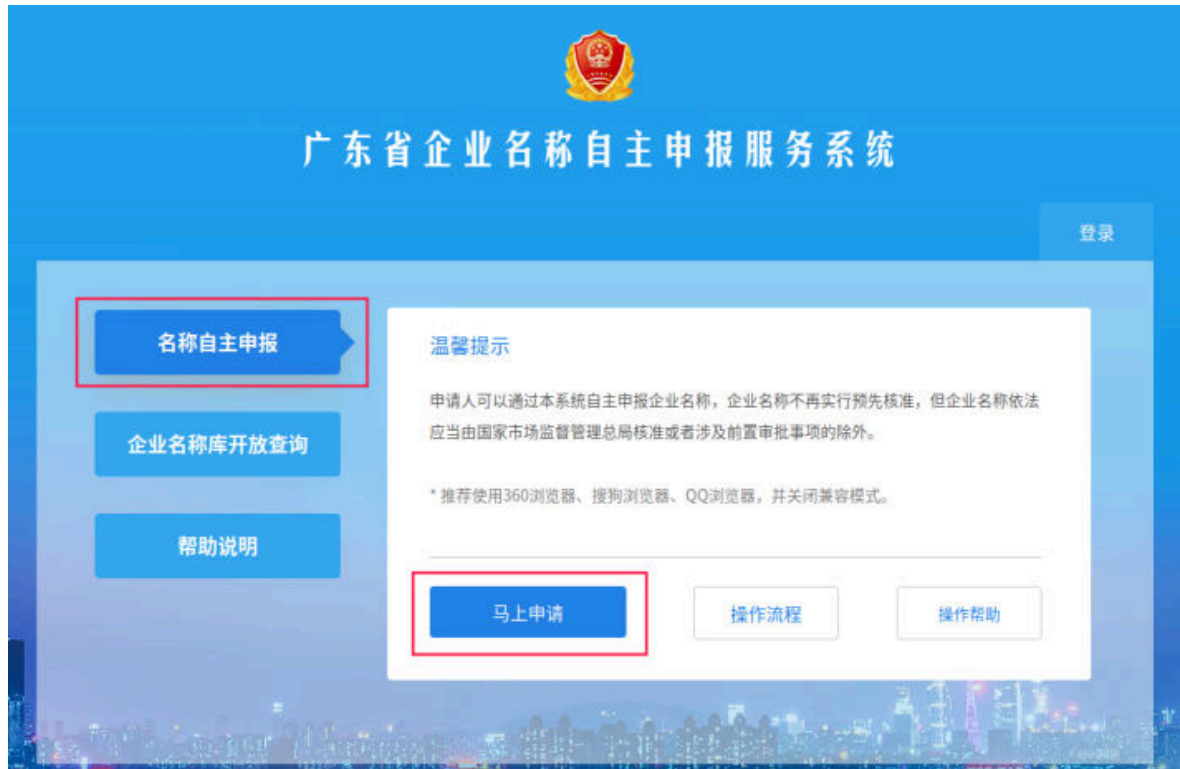 广东省企业名称自主申报服务系统
登录
名称自主申报
企业名称库开放查询
帮助说明
温馨提示
申请人可以通过本系统自主申报企业名称，企业名称不再实行预先核准，但企业名称依法
应当由国家市场监督管理总局核准或者涉及前置审批事项的除外。
* 推荐使用360浏览器、搜狗浏览器、QQ浏览器，并关闭兼容模式。
马上申请
操作流程
操作帮助